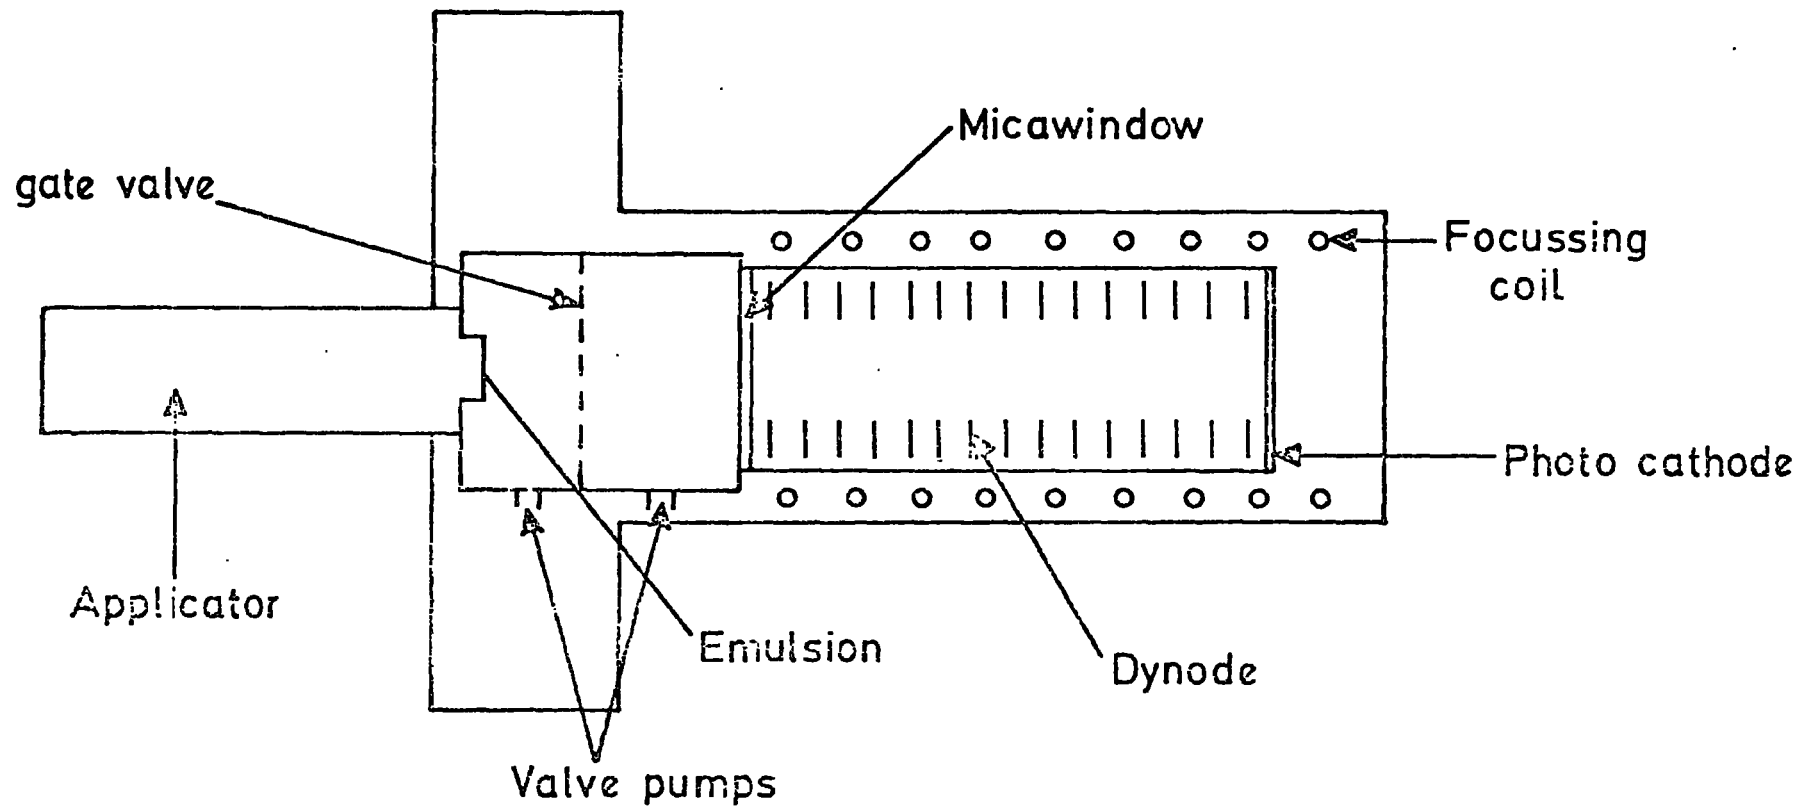 Micawindow
gate valve
Focussing
coil
Photo cathode
Applicator
Emulsion
Dynode
Valve pumps